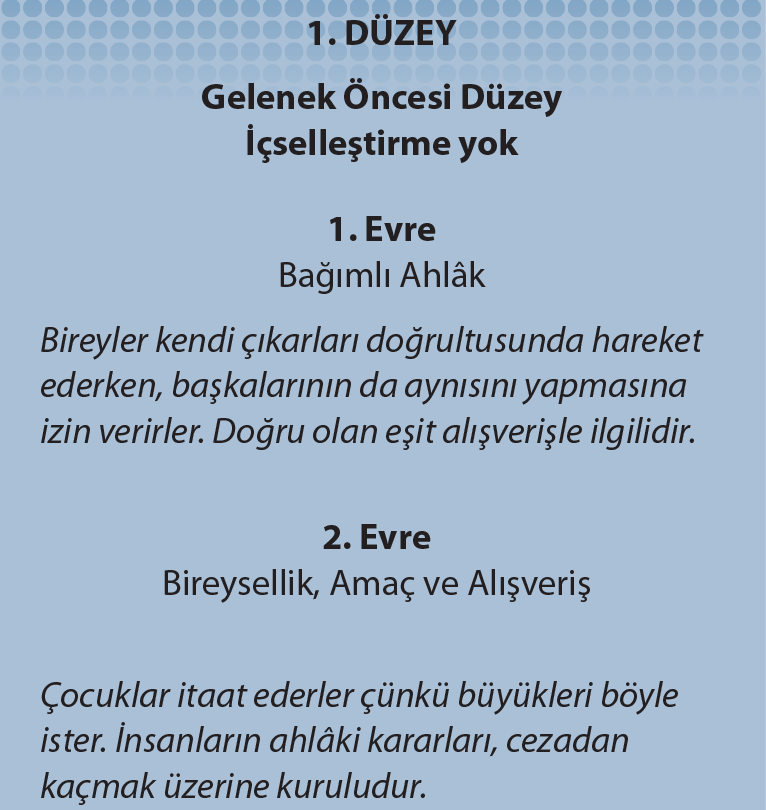 1. DÜZEY
Gelenek Öncesi Düzey
İçselleştirme yok
1. Evre
Bağımlı Ahlâk
Bireyler kendi çıkarları doğrultusunda hareket
ederken, başkalarının da aynısını yapmasına
izin verirler. Doğru olan eşit alışverişle ilgilidir.
2. Evre
Bireysellik, Amaç ve Alışveriş
Çocuklar itaat ederler çünkü büyükleri böyle
ister. İnsanların ahlâki kararları, cezadan
kaçmak üzerine kuruludur.